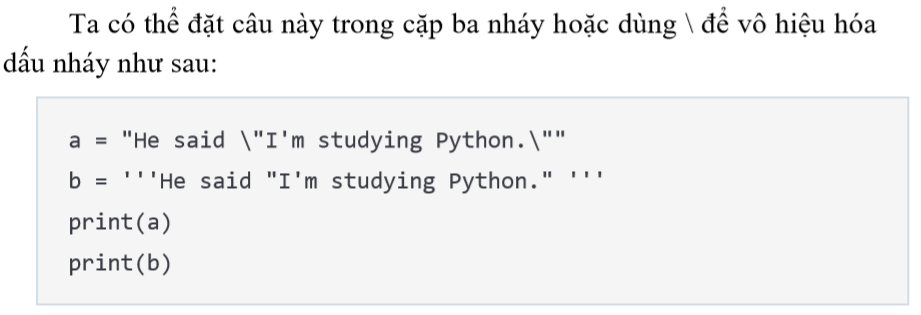 Ta có thể đặt câu này trong cặp ba nháy hoặc dùng \ để vô hiệu hóa
dấu nháy như sau:
a = "He said \"I'm studying Python.\""
b = '''He said "I'm studying Python." '''
print(a)
print(b)